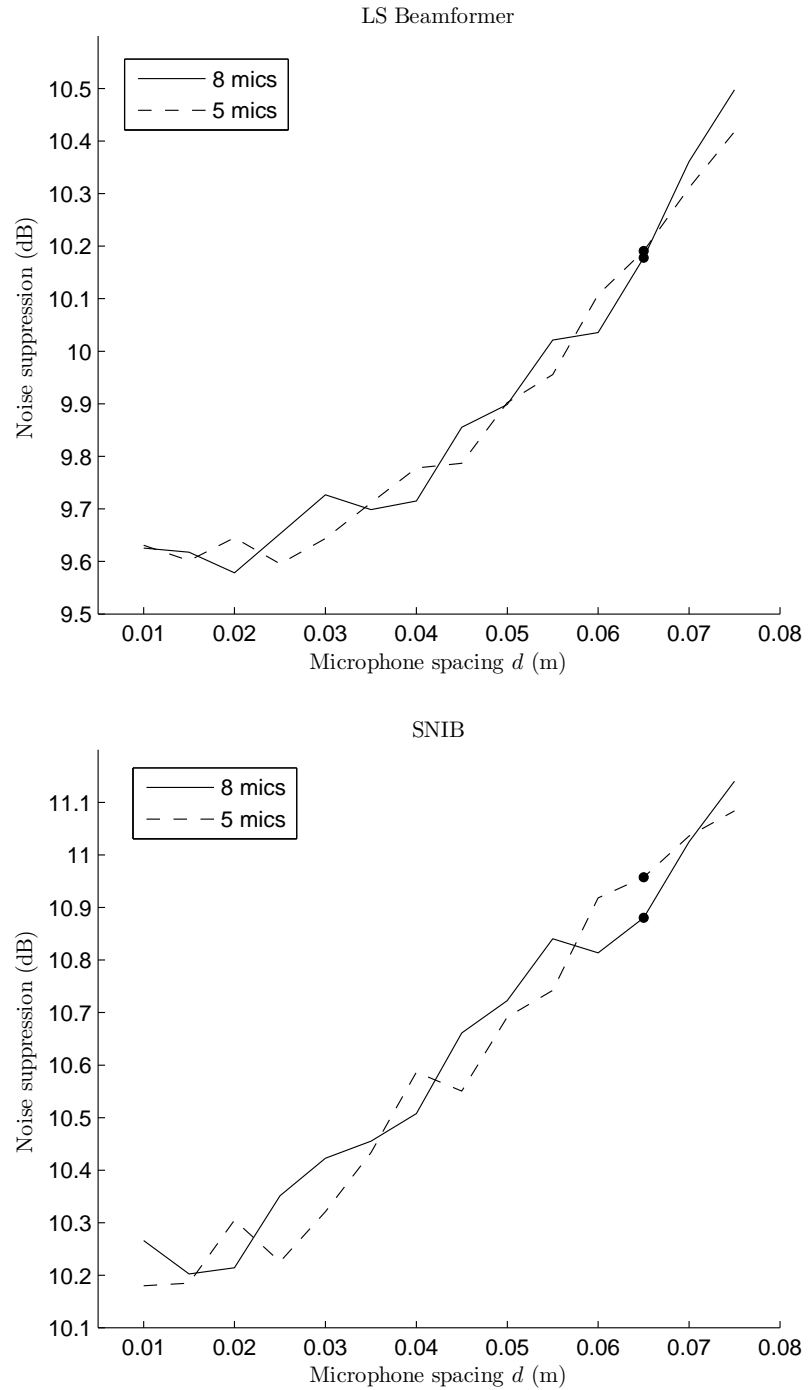 LS Beamformer
8 mics
5 mics
10.5
10.4
10.3
10.2
10.1
10
9.9
9.8
9.7
9.6
9.5
Noise suppression (dB)
0.01 0.02 0.03 0.04 0.05 0.06 0.07 0.08
Microphone spacing d (m)
SNIB
8 mics
5 mics
11.1
11
10.9
10.8
10.7
10.6
10.5
10.4
10.3
10.2
10.1
Noise suppression (dB)
0.01 0.02 0.03 0.04 0.05 0.06 0.07 0.08
Microphone spacing d (m)